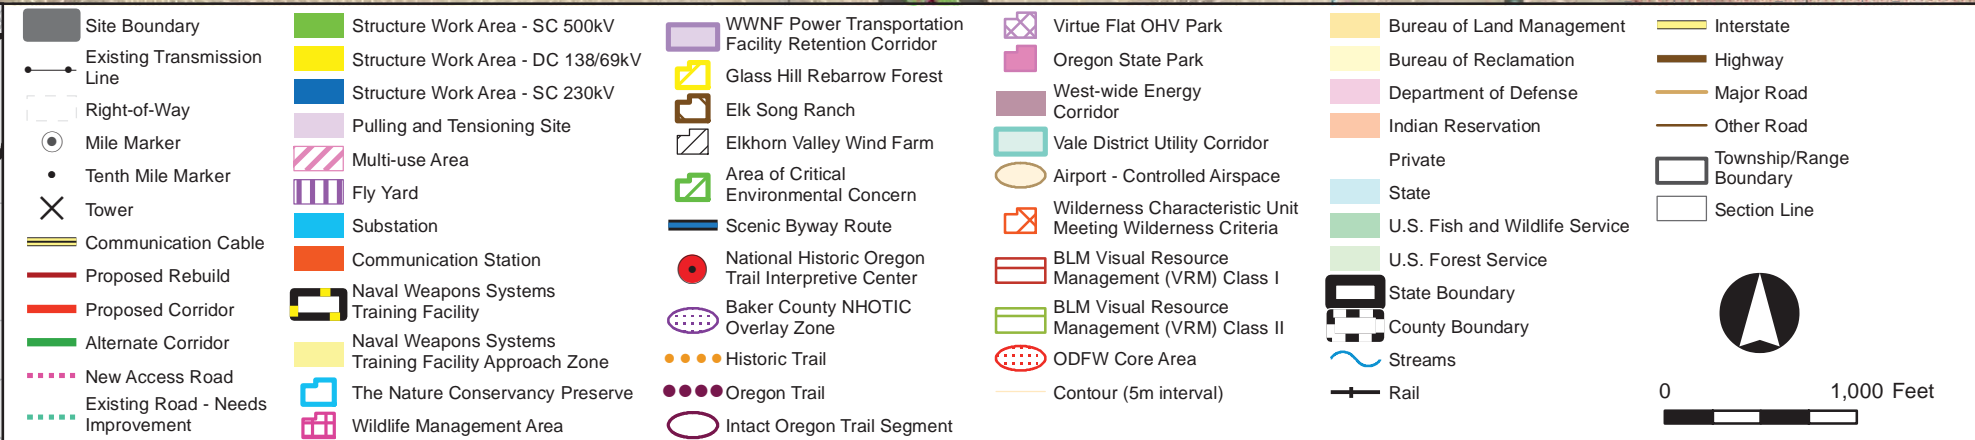 Site Boundary
Existing Transmission
Line
Right-of-Way
Mile Marker
Tenth Mile Marker
Tower
Communication Cable
Proposed Rebuild
Proposed Corridor
Alternate Corridor
New Access Road
Existing Road - Needs
Improvement
Structure Work Area - SC 500kV
Structure Work Area - DC 138/69kV
Structure Work Area - SC 230kV
Pulling and Tensioning Site
Multi-use Area
Fly Yard
Substation
Communication Station
Naval Weapons Systems
Training Facility
Naval Weapons Systems
Training Facility Approach Zone
The Nature Conservancy Preserve
Wildlife Management Area
WWNF Power Transportation
Facility Retention Corridor
Glass Hill Rebarrow Forest
Elk Song Ranch
Elkhorn Valley Wind Farm
Area of Critical
Environmental Concern
Scenic Byway Route
National Historic Oregon
Trail Interpretive Center
Baker County NHOTIC
Overlay Zone
Historic Trail
Oregon Trail
Intact Oregon Trail Segment
Virtue Flat OHV Park
Oregon State Park
West-wide Energy
Corridor
Vale District Utility Corridor
Airport - Controlled Airspace
Wilderness Characteristic Unit
Meeting Wilderness Criteria
BLM Visual Resource
Management (VRM) Class I
BLM Visual Resource
Management (VRM) Class II
ODFW Core Area
Contour (5m interval)
Bureau of Land Management
Bureau of Reclamation
Department of Defense
Indian Reservation
Private
State
U.S. Fish and Wildlife Service
U.S. Forest Service
State Boundary
County Boundary
Streams
Rail
Interstate
Highway
Major Road
Other Road
Township/Range
Boundary
Section Line
0 1,000 Feet